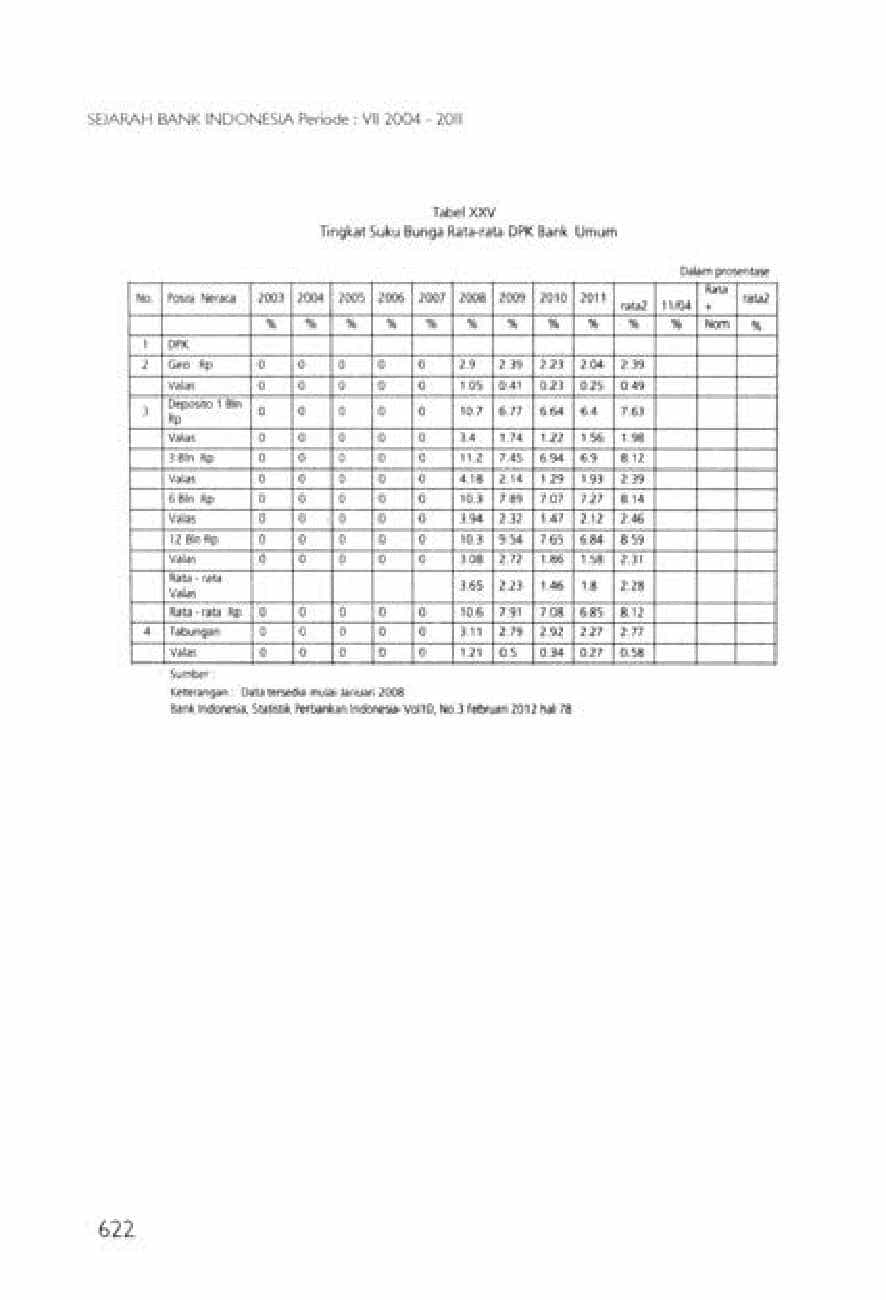 SEJARAH BANK INDONESIA Periode : VII 2004 - 2011
Tabel XXV
Tingkat Suku Bunga Rata-rata DPK Bank Umum
Dalam prosentase
No. Posisi Neraca 2003 2004 2005 2006 2007 2008 2009 2010 2011 rata2 11/04 Rata + rata2
% % % % % % % % % % % Nom %
1 DPK
2 Giro Rp 0 0 0 0 0 2.9 2.39 2.23 2.04 2.39
Valas 0 0 0 0 0 1.05 0.41 0.23 0.25 0.49
3 Deposito 1 Bln Rp 0 0 0 0 0 10.7 6.77 6.64 6.4 7.63
Valas 0 0 0 0 0 3.4 1.74 1.22 1.56 1.98
3 Bln Rp 0 0 0 0 0 11.2 7.45 6.94 6.9 8.12
Valas 0 0 0 0 0 4.18 2.14 1.29 1.93 2.39
6 Bln Rp 0 0 0 0 0 10.3 7.89 7.07 7.27 8.14
Valas 0 0 0 0 0 3.94 2.32 1.47 2.12 2.46
12 Bln Rp 0 0 0 0 0 10.3 9.54 7.65 6.84 8.59
Valas 0 0 0 0 0 3.08 2.72 1.86 1.58 2.31
Rata - rata Valas 3.65 2.23 1.46 1.8 2.28
Rata - rata Rp 0 0 0 0 0 10.6 7.91 7.08 6.85 8.12
4 Tabungan 0 0 0 0 0 3.11 2.79 2.92 2.27 2.77
Valas 0 0 0 0 0 1.21 0.5 0.34 0.27 0.58
Sumber :
Keterangan : Data tersedia mulai Januari 2008
Bank Indonesia, Statistik Perbankan Indonesia- Vol10, No.3 Februari 2012 hal 78
622